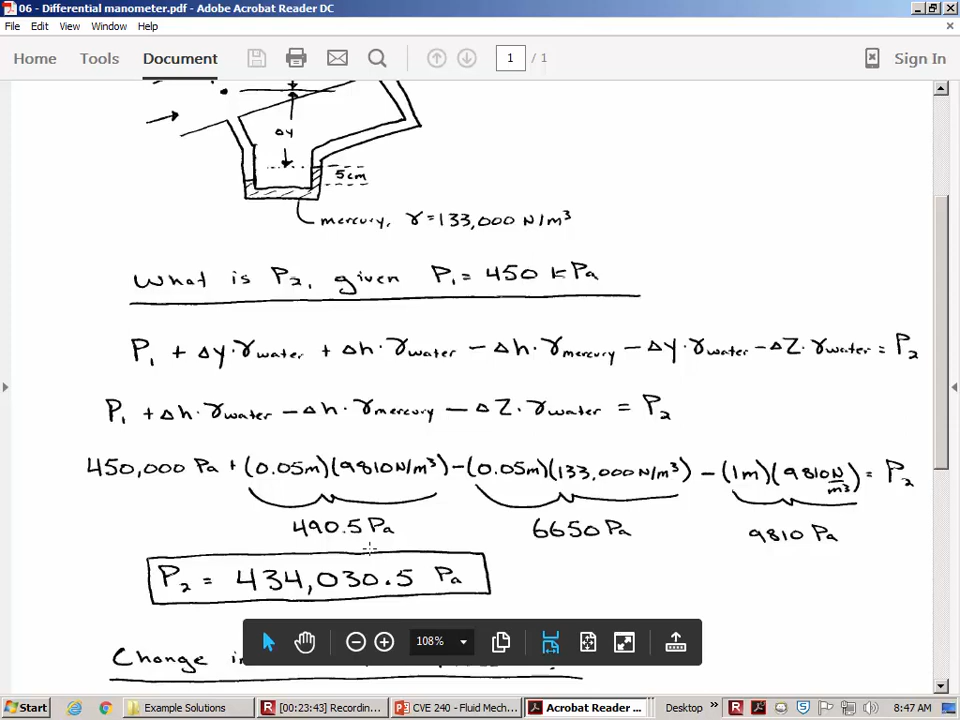 06 - Differential manometer.pdf - Adobe Acrobat Reader DC
File Edit View Window Help
Home Tools Document 1 / 1 Sign In
Δy
5cm
mercury, γ=133,000 N/m³
What is P₂, given P₁=450 kPa
P₁ + Δy·γwater + Δh·γwater - Δh·γmercury - Δy·γwater - ΔZ·γwater = P₂
P₁ + Δh·γwater - Δh·γmercury - ΔZ·γwater = P₂
450,000 Pa + (0.05m)(9810N/m³) - (0.05m)(133,000N/m³) - (1m)(9810 N/m³) = P₂
490.5 Pa 6650 Pa 9810 Pa
P₂ = 434,030.5 Pa
108%
Change in
Start Example Solutions [00:23:43] Recordin... CVE 240 - Fluid Mech... Acrobat Reader ... Desktop » 8:47 AM